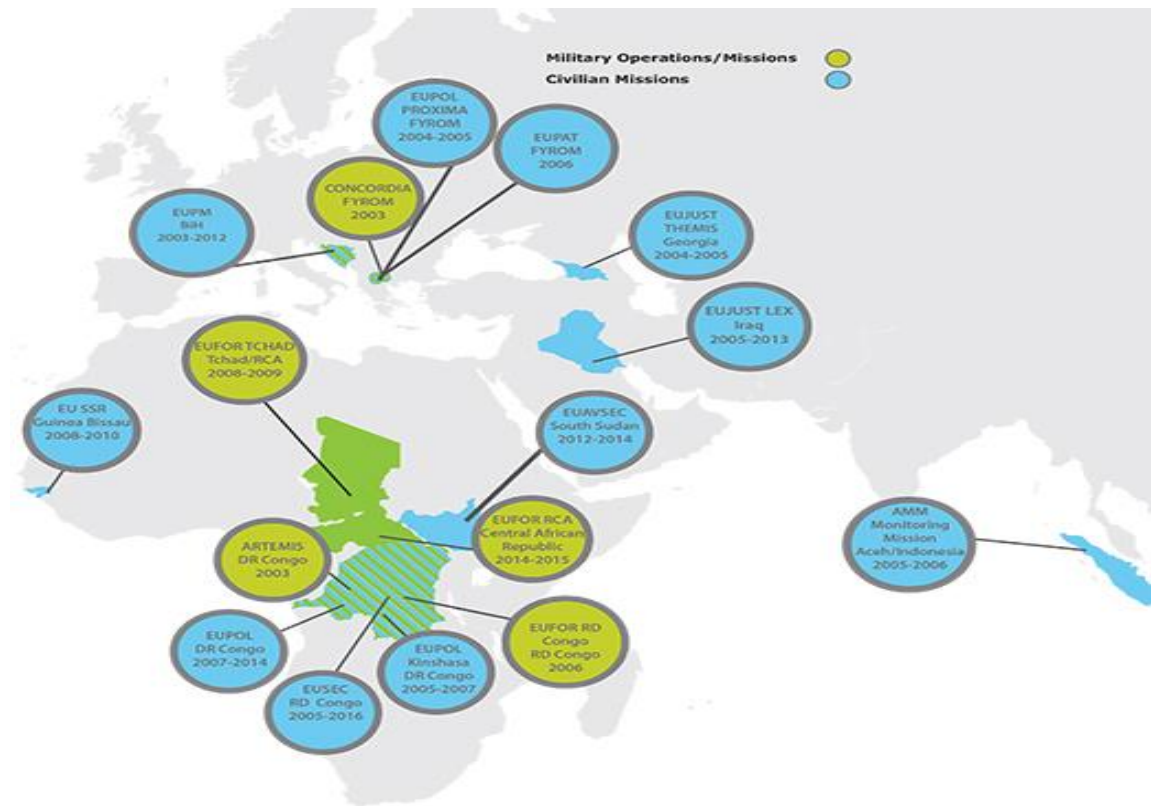 Military Operations/Missions
Civilian Missions
EUPOL
PROXIMA
FYROM
2004-2005
EUPAT
FYROM
2006
CONCORDIA
FYROM
2003
EUPM
BiH
2003-2012
EUJUST
THEMIS
Georgia
2004-2005
EUJUST LEX
Iraq
2005-2013
EUFOR TCHAD
Tchad/RCA
2008-2009
EU SSR
Guinea Bissau
2008-2010
EUAVSEC
South Sudan
2012-2014
AMM
Monitoring
Mission
Aceh/Indonesia
2005-2006
EUFOR RCA
Central African
Republic
2014-2015
ARTEMIS
DR Congo
2003
EUPOL
DR Congo
2007-2014
EUSEC
RD Congo
2005-2016
EUPOL
Kinshasa
DR Congo
2005-2007
EUFOR RD
Congo
RD Congo
2006